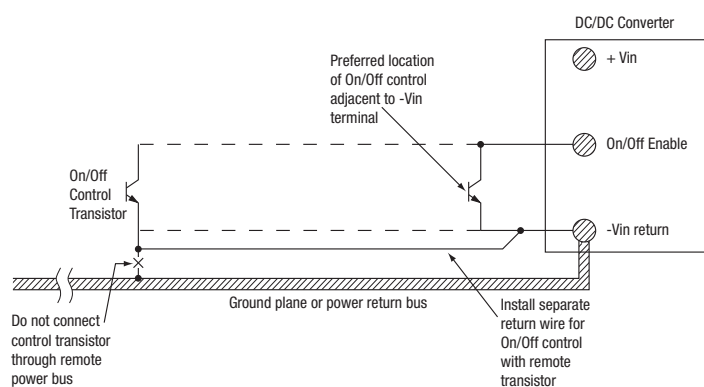 DC/DC Converter
+ Vin
Preferred location
of On/Off control
adjacent to -Vin
terminal
On/Off Enable
On/Off
Control
Transistor
-Vin return
Ground plane or power return bus
Do not connect
control transistor
through remote
power bus
Install separate
return wire for
On/Off control
with remote
transistor